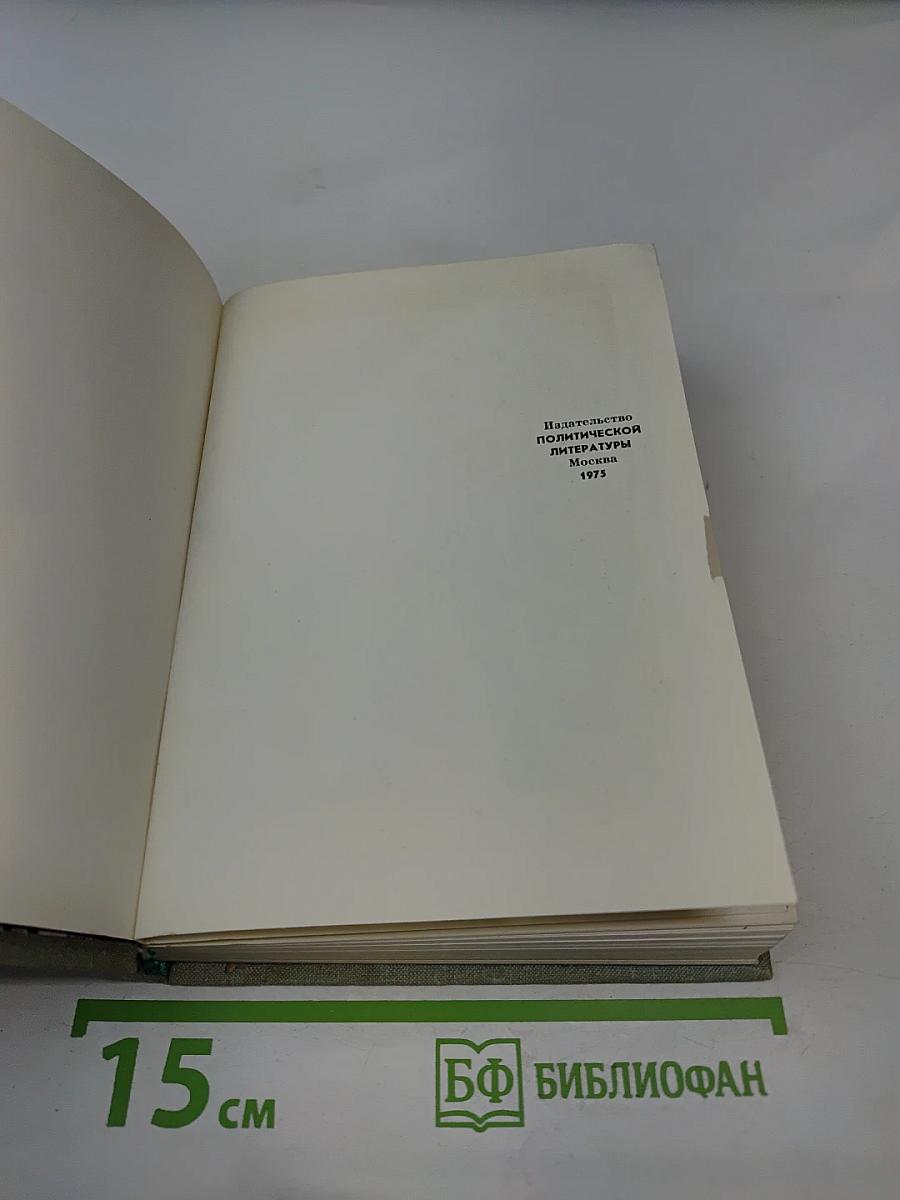 Издательство
ПОЛИТИЧЕСКОЙ
ЛИТЕРАТУРЫ
Москва
1975
15 см
БФ БИБЛИОФАН